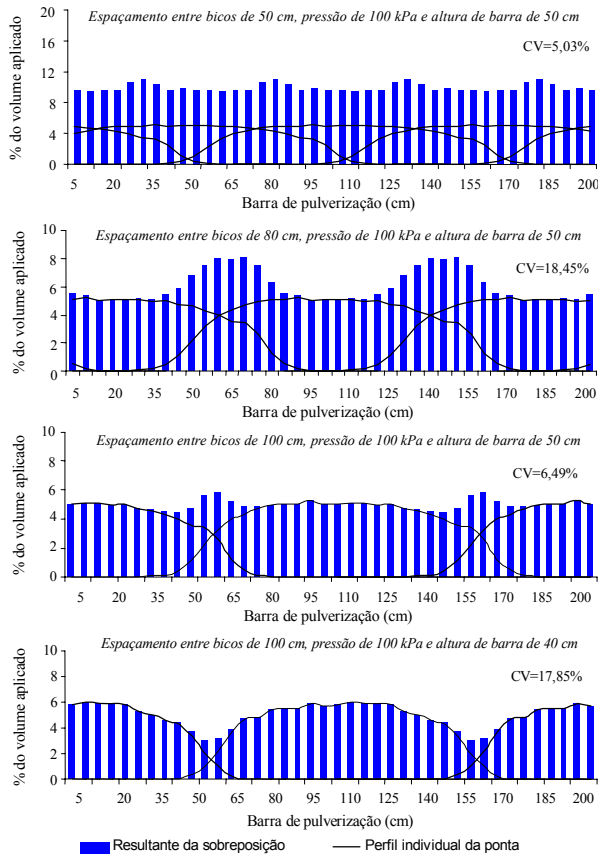 Espaçamento entre bicos de 50 cm, pressão de 100 kPa e altura de barra de 50 cm
CV=5,03%
% do volume aplicado
20
16
12
8
4
0
5 20 35 50 65 80 95 110 125 140 155 170 185 200
Barra de pulverização (cm)
Espaçamento entre bicos de 80 cm, pressão de 100 kPa e altura de barra de 50 cm
CV=18,45%
% do volume aplicado
10
8
6
4
2
0
5 20 35 50 65 80 95 110 125 140 155 170 185 200
Barra de pulverização (cm)
Espaçamento entre bicos de 100 cm, pressão de 100 kPa e altura de barra de 50 cm
CV=6,49%
% do volume aplicado
10
8
6
4
2
0
5 20 35 50 65 80 95 110 125 140 155 170 185 200
Barra de pulverização (cm)
Espaçamento entre bicos de 100 cm, pressão de 100 kPa e altura de barra de 40 cm
CV=17,85%
% do volume aplicado
10
8
6
4
2
0
5 20 35 50 65 80 95 110 125 140 155 170 185 200
Barra de pulverização (cm)
Resultante da sobreposição
Perfil individual da ponta